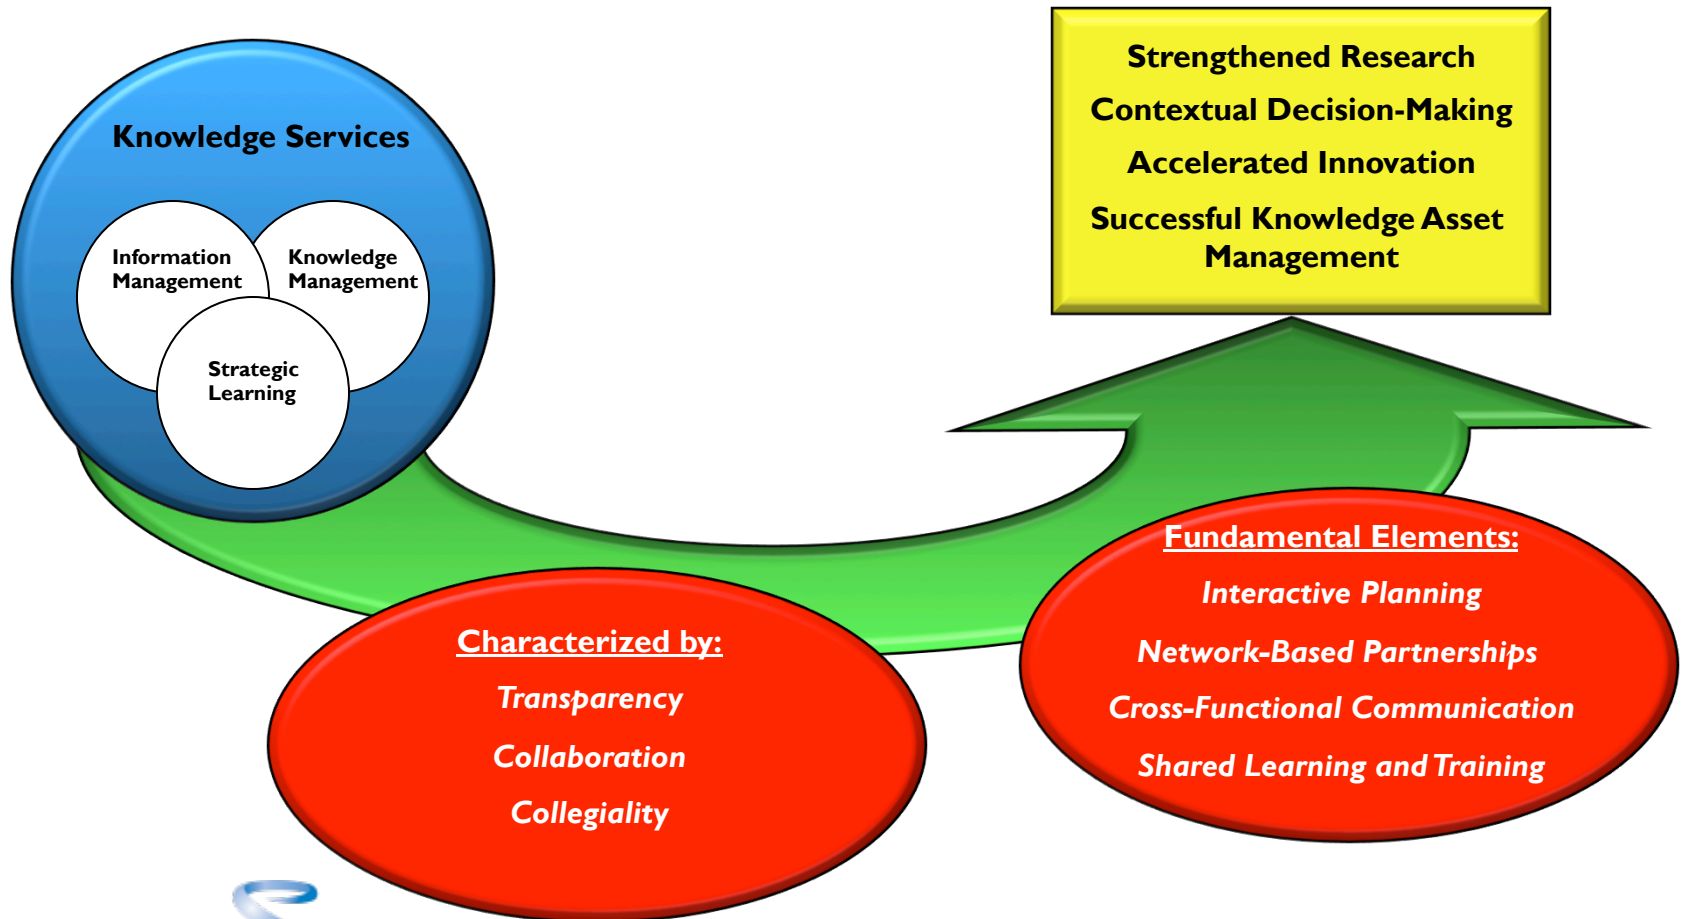 Knowledge Services
Information
Management
Knowledge
Management
Strategic
Learning
Strengthened Research
Contextual Decision-Making
Accelerated Innovation
Successful Knowledge Asset
Management
Characterized by:
Transparency
Collaboration
Collegiality
Fundamental Elements:
Interactive Planning
Network-Based Partnerships
Cross-Functional Communication
Shared Learning and Training